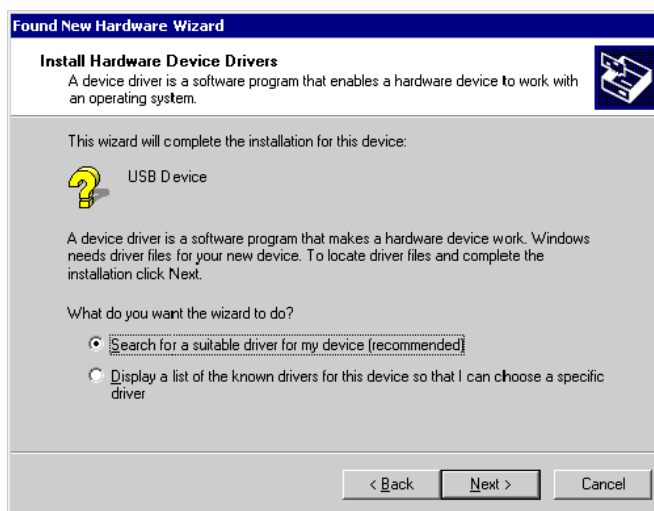 Found New Hardware Wizard
Install Hardware Device Drivers
A device driver is a software program that enables a hardware device to work with
an operating system.
This wizard will complete the installation for this device:
USB Device
A device driver is a software program that makes a hardware device work. Windows
needs driver files for your new device. To locate driver files and complete the
installation click Next.
What do you want the wizard to do?
Search for a suitable driver for my device (recommended)
Display a list of the known drivers for this device so that I can choose a specific
driver
< Back Next > Cancel